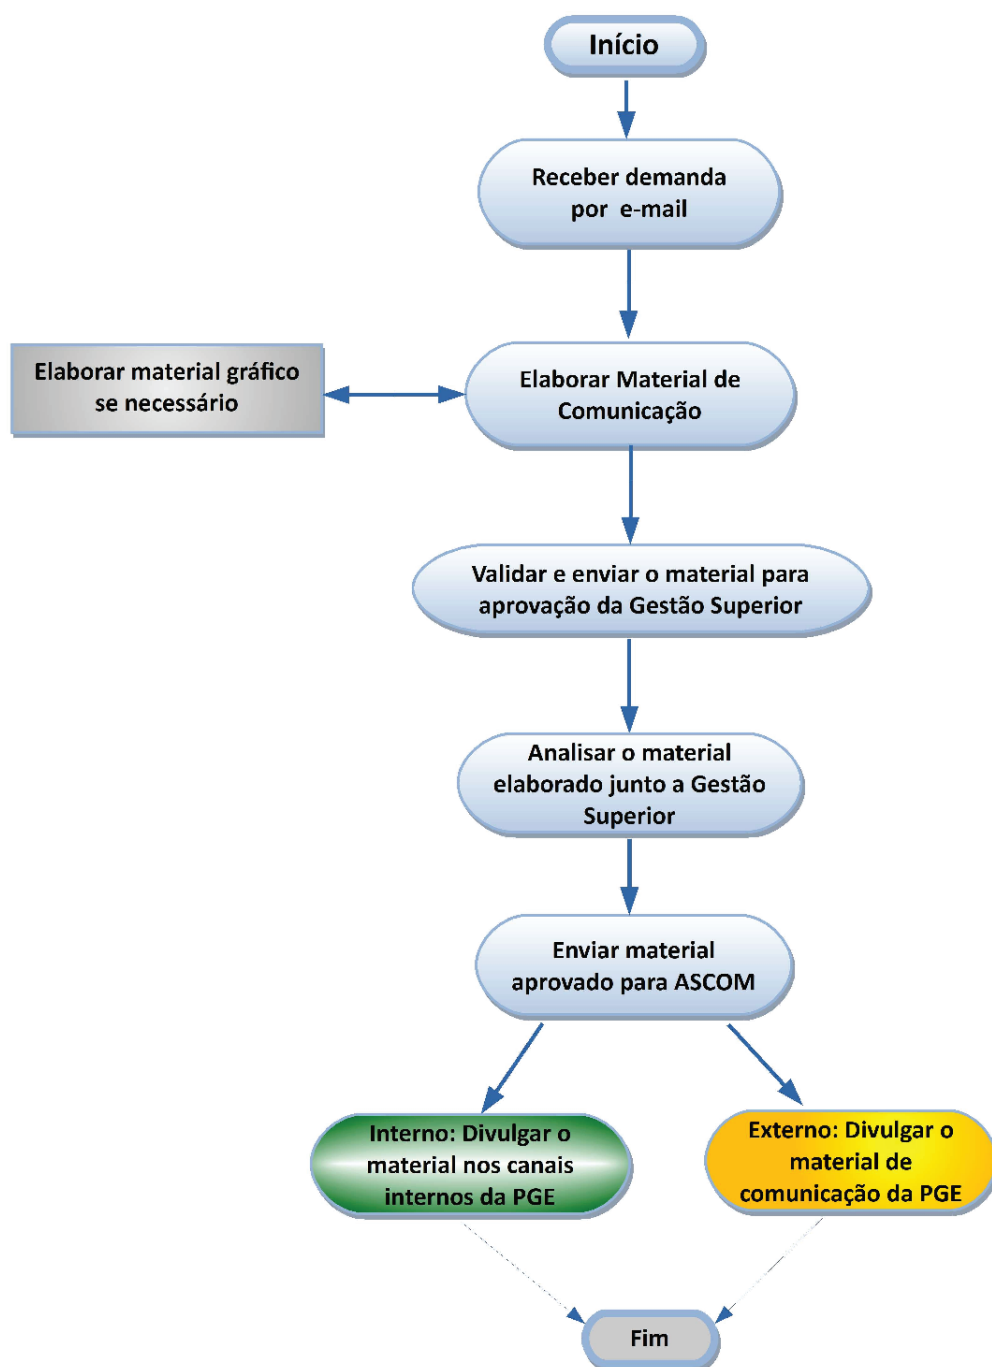 Início
Receber demanda
por e-mail
Elaborar material gráfico
se necessário
Elaborar Material de
Comunicação
Validar e enviar o material para
aprovação da Gestão Superior
Analisar o material
elaborado junto a Gestão
Superior
Enviar material
aprovado para ASCOM
Interno: Divulgar o
material nos canais
internos da PGE
Externo: Divulgar o
material de
comunicação da PGE
Fim